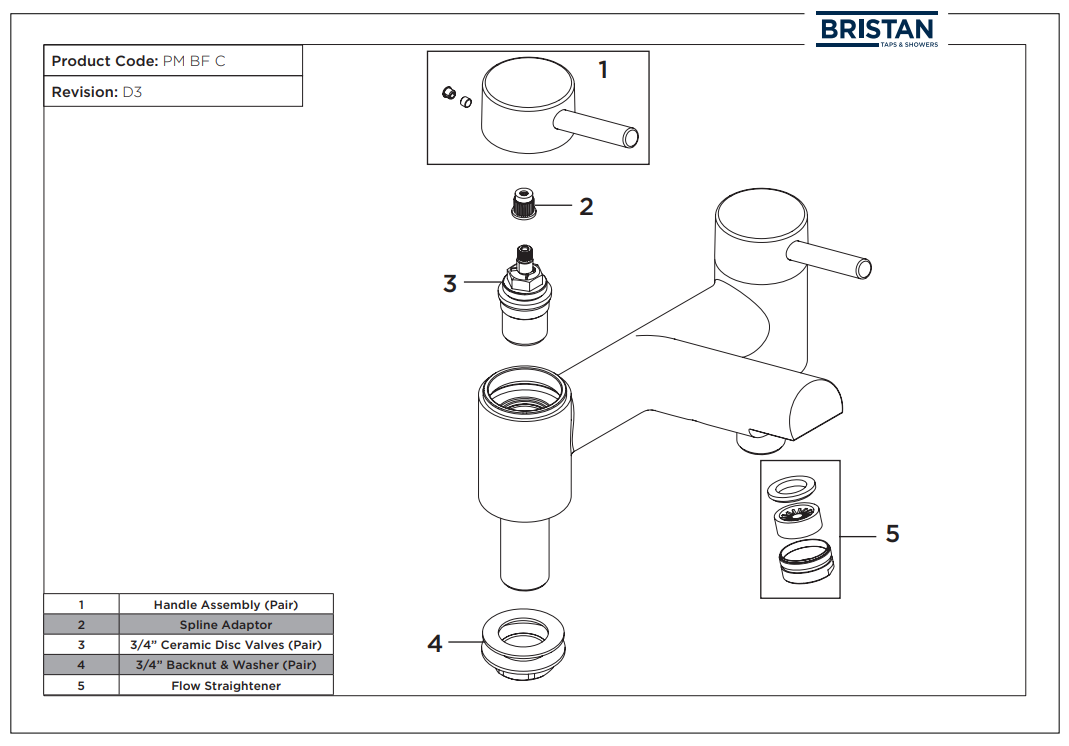 BRISTAN
TAPS & SHOWERS
Product Code: PM BF C
Revision: D3
1
2
3
4
5
1 Handle Assembly (Pair)
2 Spline Adaptor
3 3/4” Ceramic Disc Valves (Pair)
4 3/4” Backnut & Washer (Pair)
5 Flow Straightener